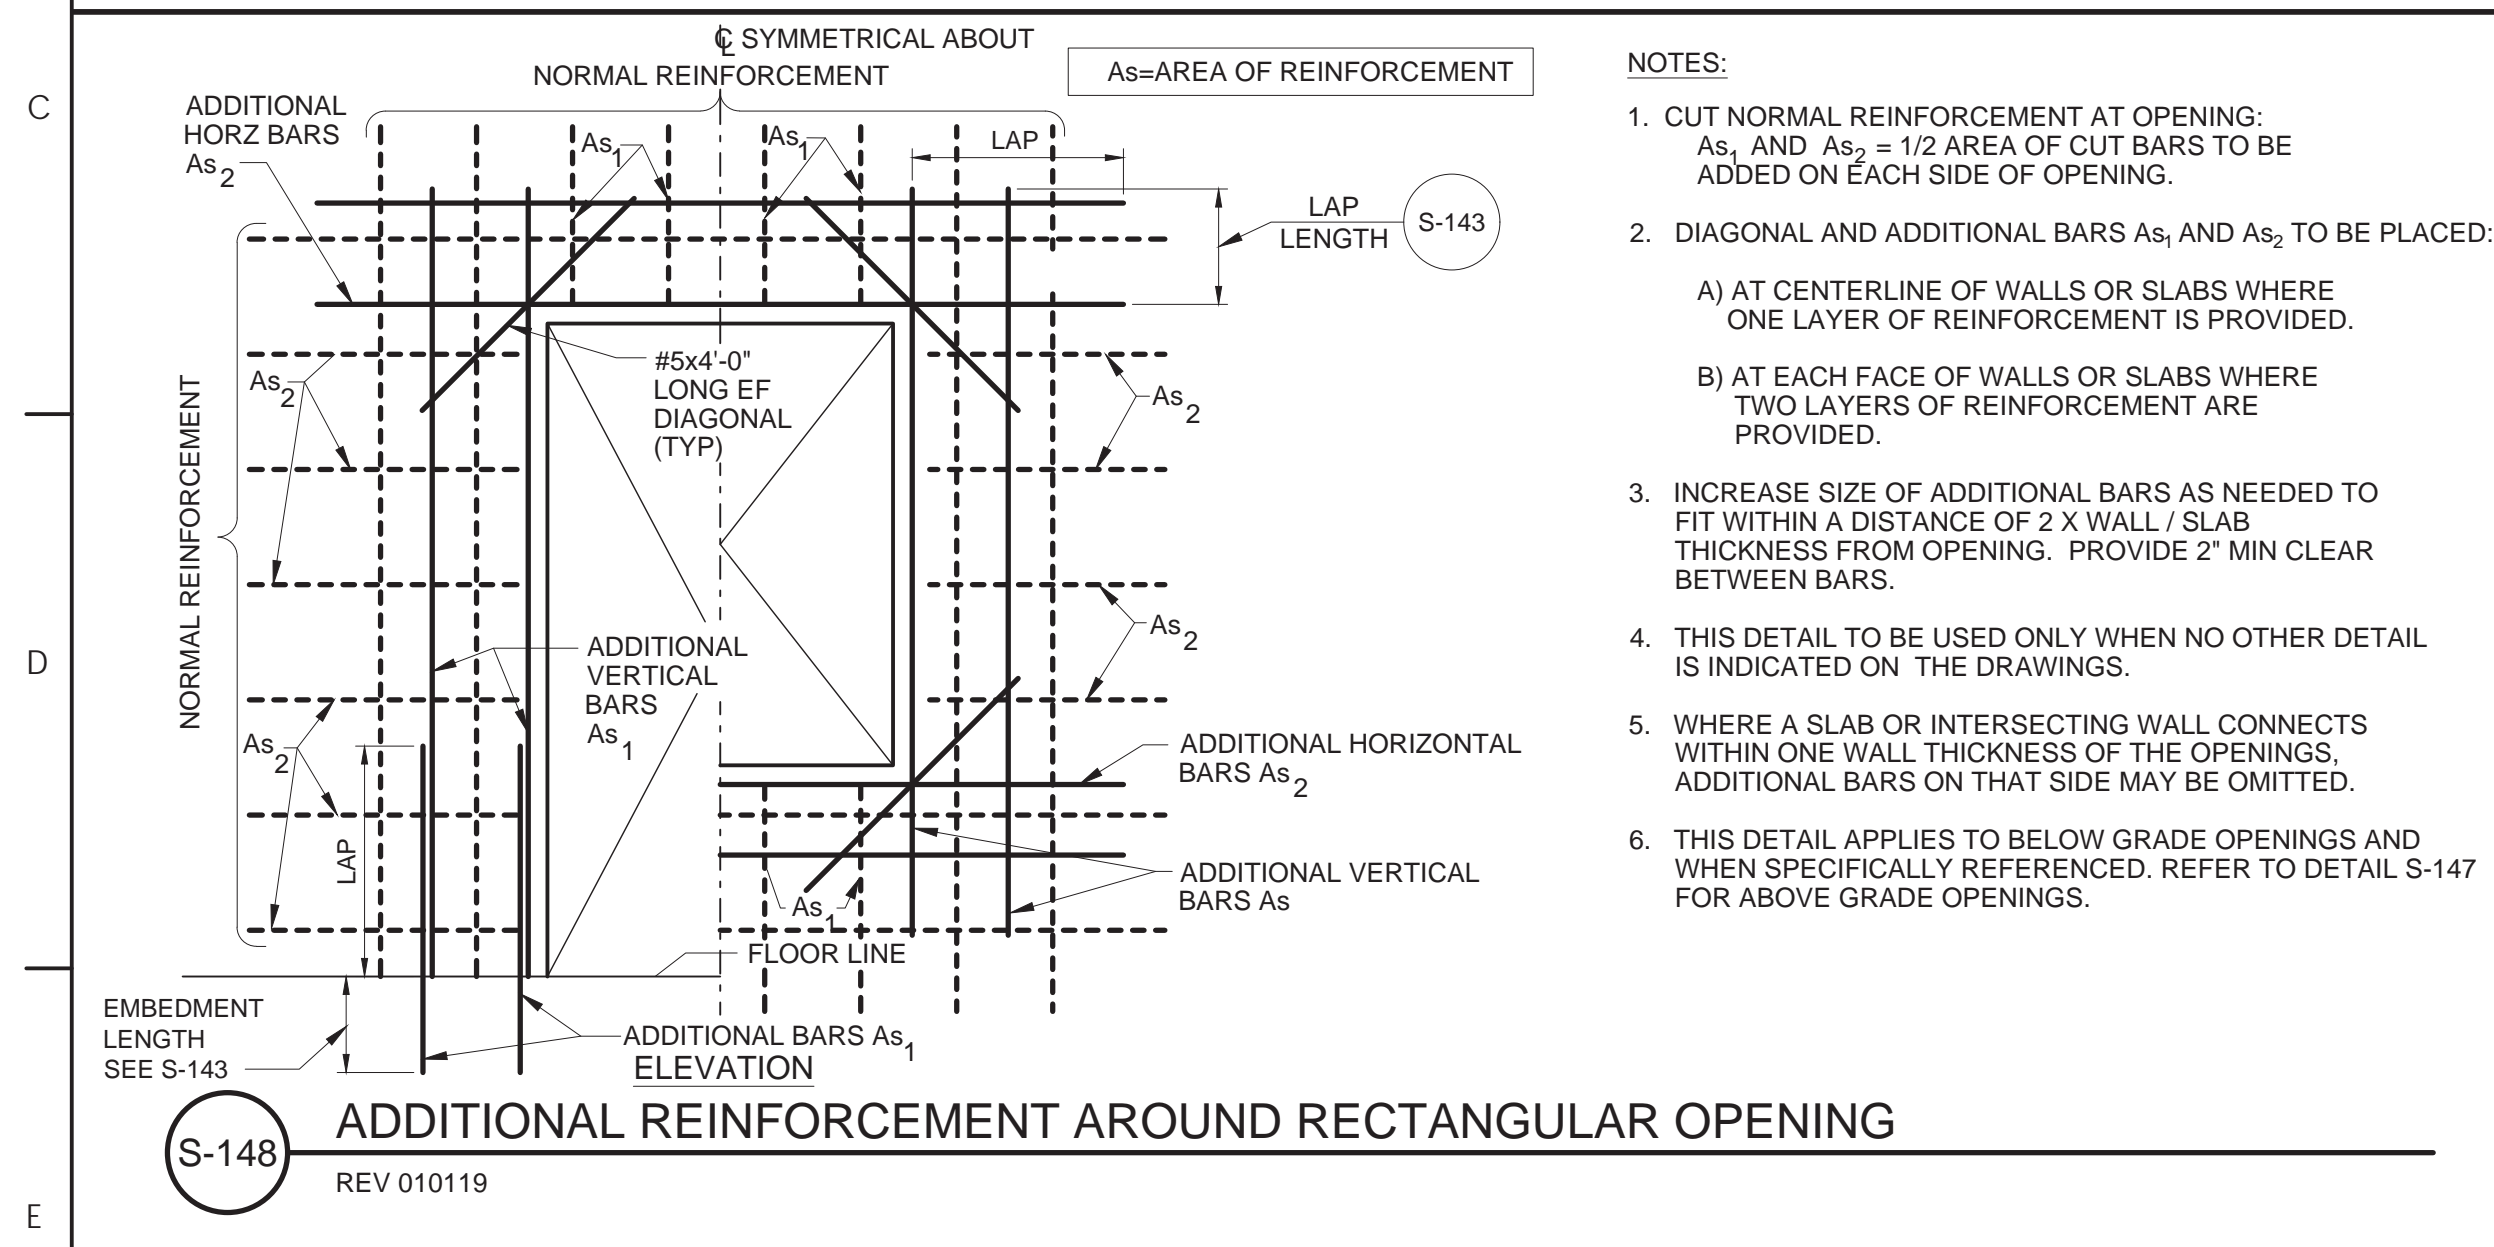 C
D
E
℄ SYMMETRICAL ABOUT
NORMAL REINFORCEMENT
As=AREA OF REINFORCEMENT
ADDITIONAL
HORZ BARS
As2
As1
As1
LAP
LAP
LENGTH
S-143
NORMAL REINFORCEMENT
As2
#5x4'-0"
LONG EF
DIAGONAL
(TYP)
As2
ADDITIONAL
VERTICAL
BARS
As1
As2
As2
LAP
ADDITIONAL HORIZONTAL
BARS As2
ADDITIONAL VERTICAL
BARS As
As1
FLOOR LINE
EMBEDMENT
LENGTH
SEE S-143
ADDITIONAL BARS As1
ELEVATION
S-148
ADDITIONAL REINFORCEMENT AROUND RECTANGULAR OPENING
REV 010119
NOTES:
1. CUT NORMAL REINFORCEMENT AT OPENING:
As1 AND As2 = 1/2 AREA OF CUT BARS TO BE
ADDED ON EACH SIDE OF OPENING.
2. DIAGONAL AND ADDITIONAL BARS As1 AND As2 TO BE PLACED:
A) AT CENTERLINE OF WALLS OR SLABS WHERE
ONE LAYER OF REINFORCEMENT IS PROVIDED.
B) AT EACH FACE OF WALLS OR SLABS WHERE
TWO LAYERS OF REINFORCEMENT ARE
PROVIDED.
3. INCREASE SIZE OF ADDITIONAL BARS AS NEEDED TO
FIT WITHIN A DISTANCE OF 2 X WALL / SLAB
THICKNESS FROM OPENING. PROVIDE 2" MIN CLEAR
BETWEEN BARS.
4. THIS DETAIL TO BE USED ONLY WHEN NO OTHER DETAIL
IS INDICATED ON THE DRAWINGS.
5. WHERE A SLAB OR INTERSECTING WALL CONNECTS
WITHIN ONE WALL THICKNESS OF THE OPENINGS,
ADDITIONAL BARS ON THAT SIDE MAY BE OMITTED.
6. THIS DETAIL APPLIES TO BELOW GRADE OPENINGS AND
WHEN SPECIFICALLY REFERENCED. REFER TO DETAIL S-147
FOR ABOVE GRADE OPENINGS.